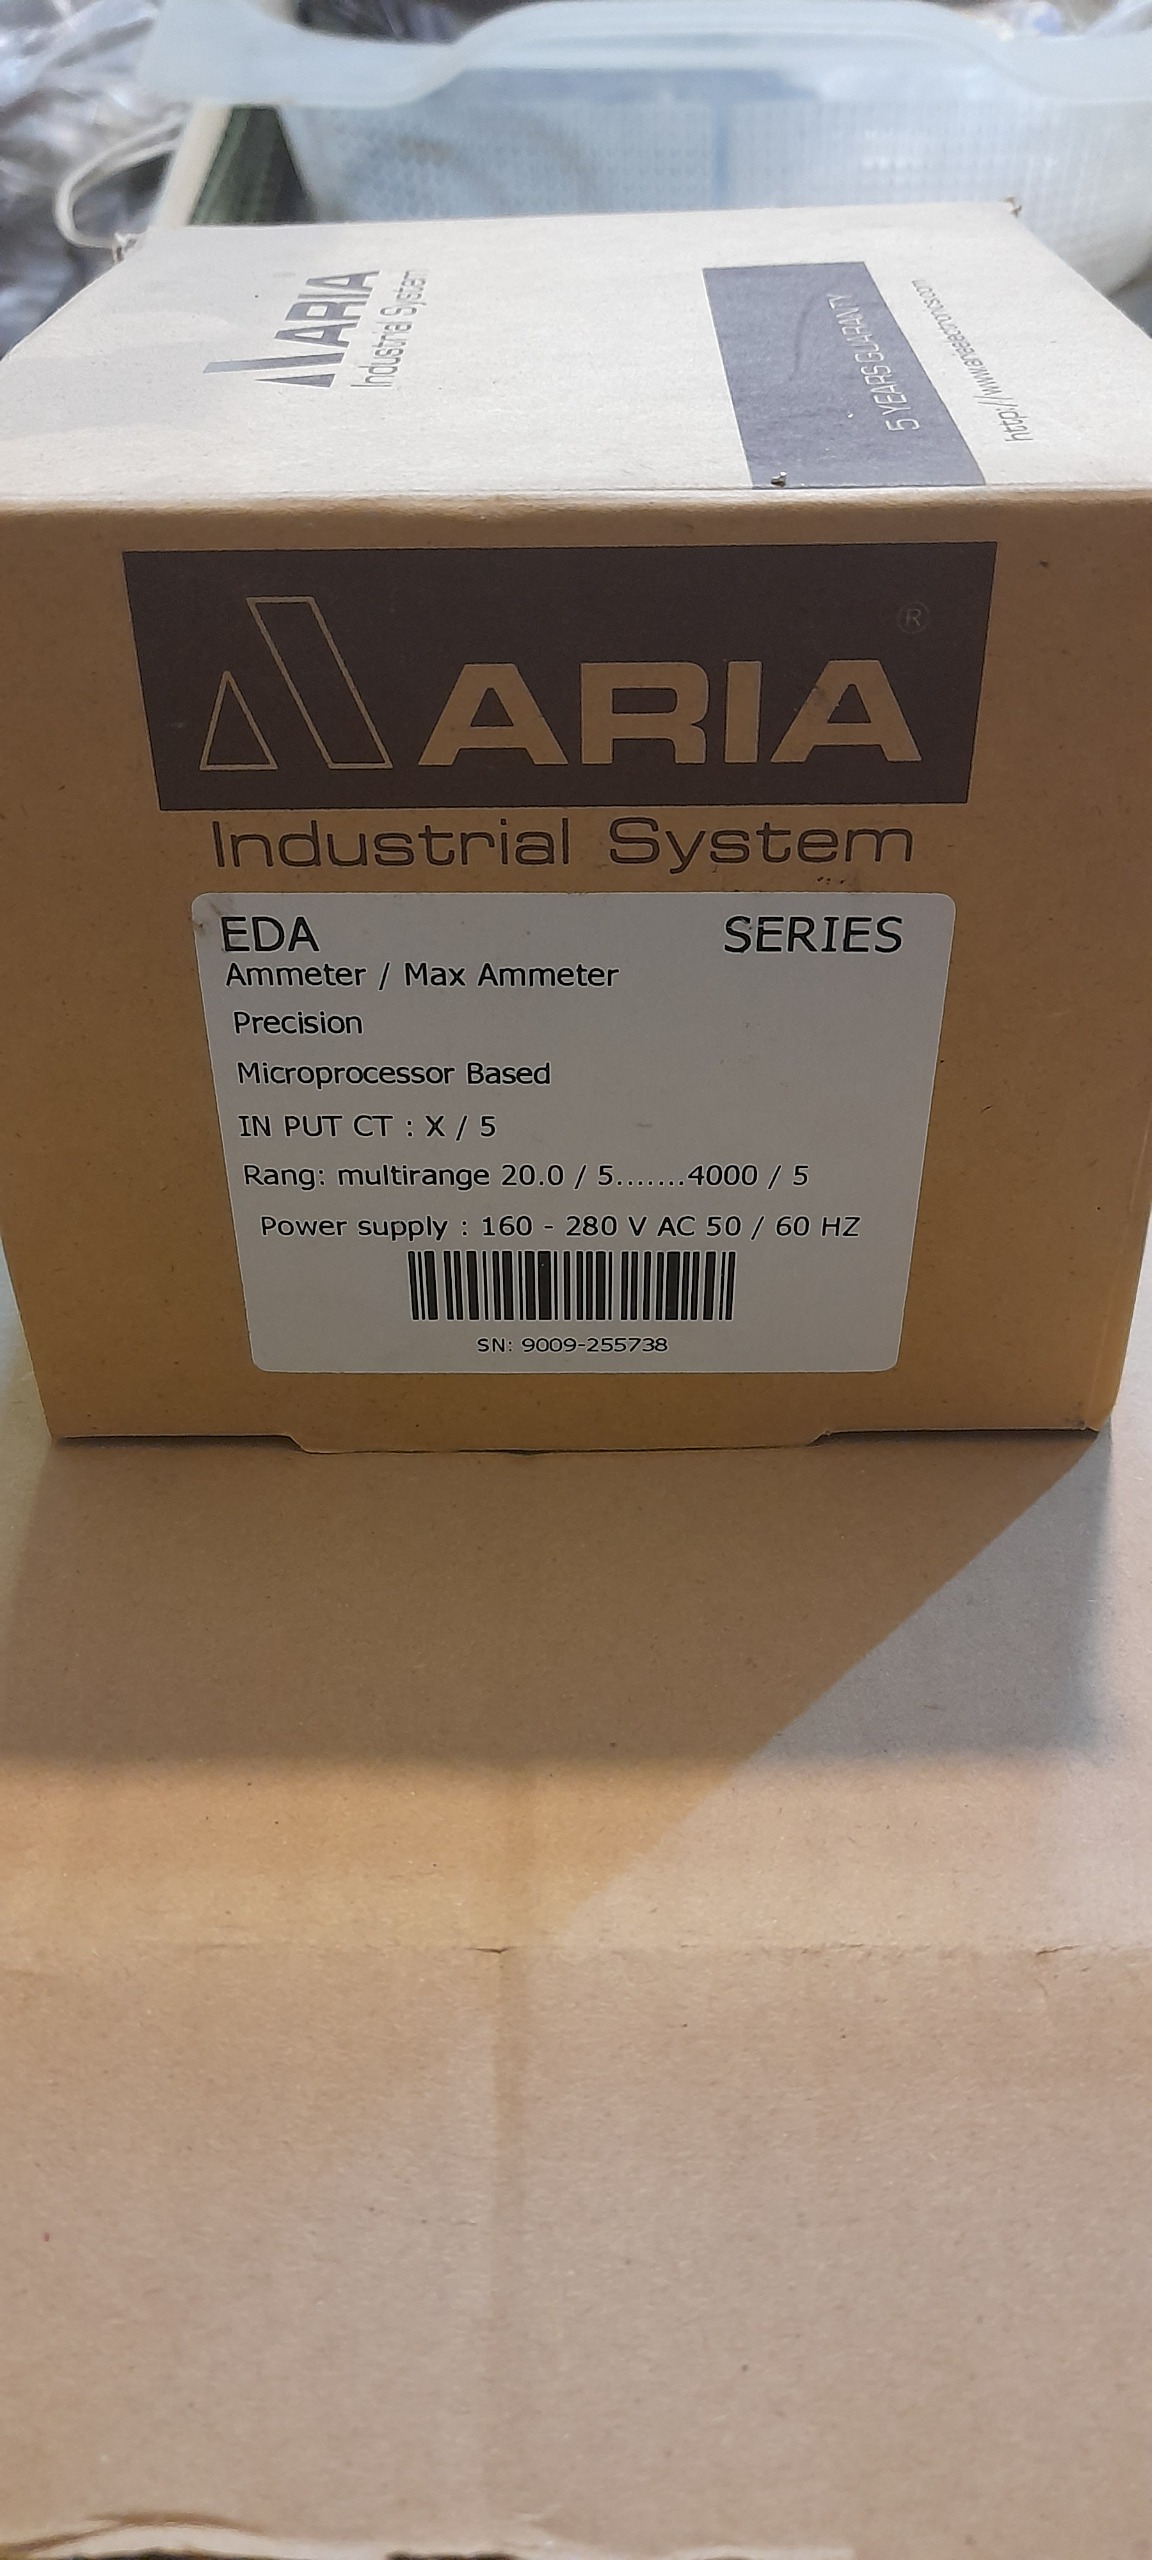 ARIA
Industrial System
5 YEARS GUARANTY
ARIA ®
Industrial System
EDA SERIES
Ammeter / Max Ammeter
Precision
Microprocessor Based
IN PUT CT : X / 5
Rang: multirange 20.0 / 5.......4000 / 5
Power supply : 160 - 280 V AC 50 / 60 HZ
SN: 9009-255738